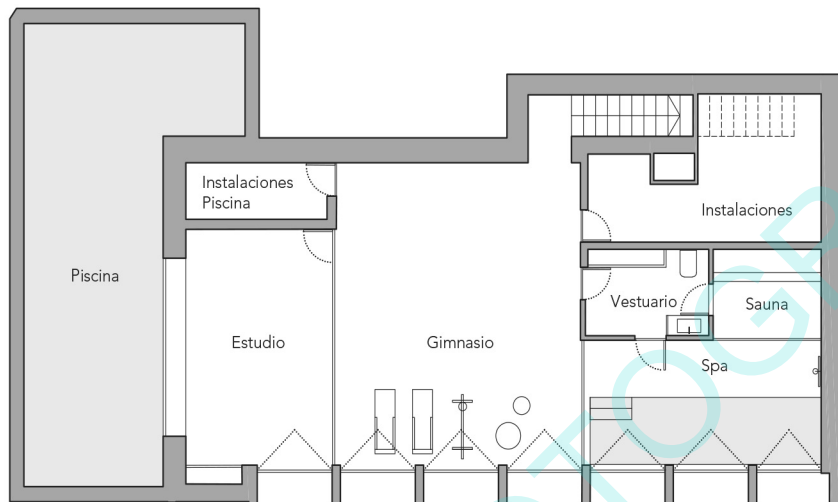 Instalaciones
Piscina
Instalaciones
Piscina
Vestuario
Sauna
Estudio
Gimnasio
Spa